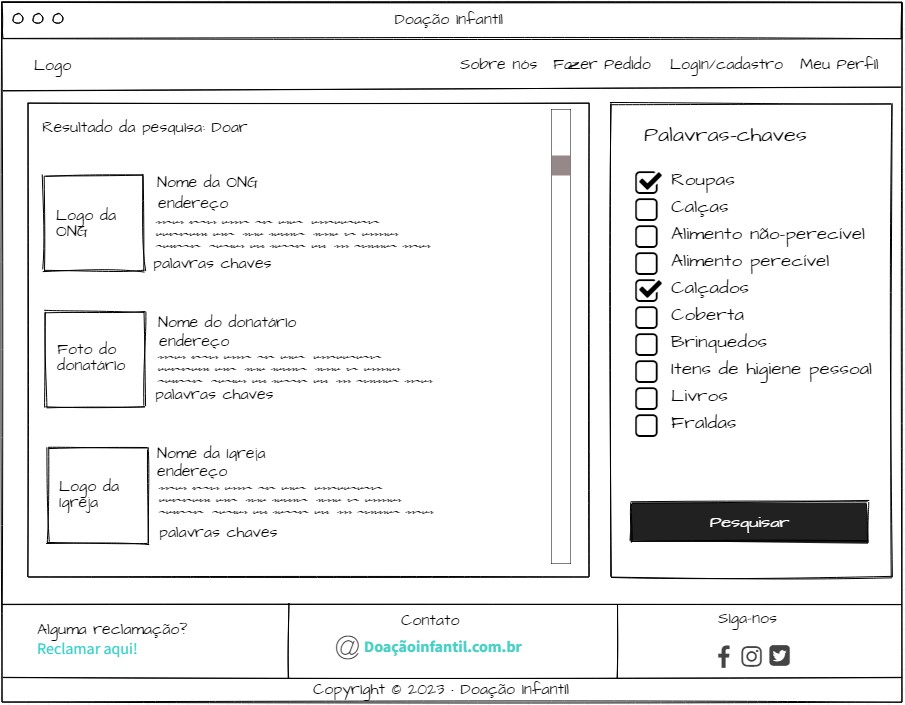 Doação Infantil
Logo
Sobre nós Fazer Pedido Login/cadastro Meu Perfil
Resultado da pesquisa: Doar
Logo da
ONG
Nome da ONG
endereço
palavras chaves
Foto do
donatário
Nome do donatário
endereço
palavras chaves
Logo da
Igreja
Nome da Igreja
endereço
palavras chaves
Palavras-chaves
Roupas
Calças
Alimento não-perecível
Alimento perecível
Calçados
Coberta
Brinquedos
Itens de higiene pessoal
Livros
Fraldas
Pesquisar
Alguma reclamação?
Reclamar aqui!
Contato
@ Doaçãoinfantil.com.br
Siga-nos
Copyright © 2023 - Doação Infantil